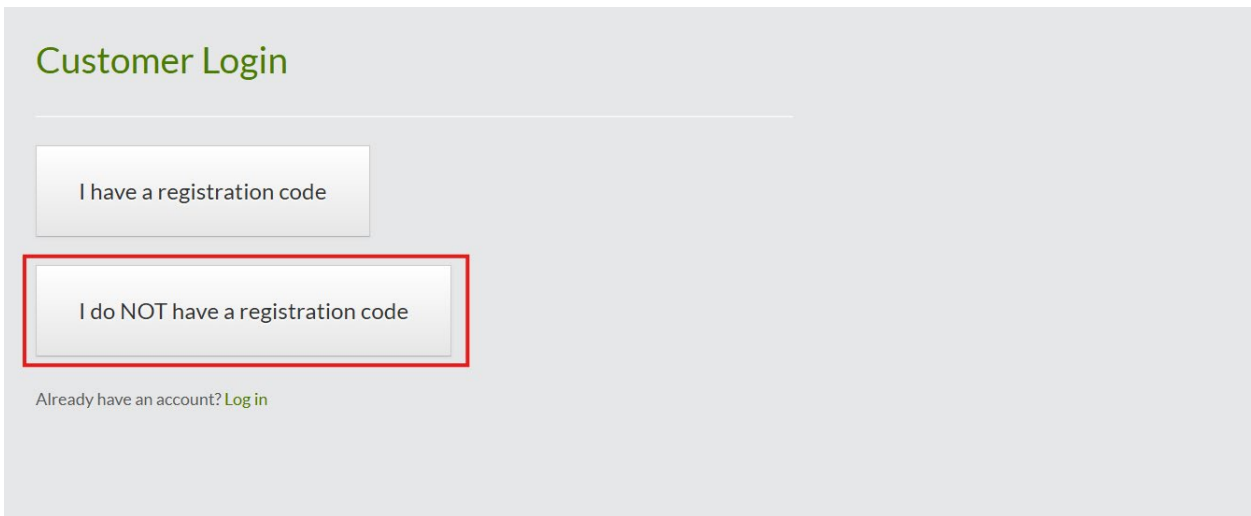 Customer Login
I have a registration code
I do NOT have a registration code
Already have an account? Log in